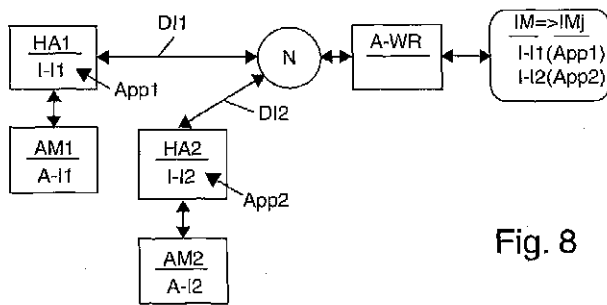 DI1
HA1
I-I1
App1
N
A-WR
IM=>IMj
I-I1(App1)
I-I2(App2)
DI2
AM1
A-I1
HA2
I-I2
App2
AM2
A-I2
Fig. 8